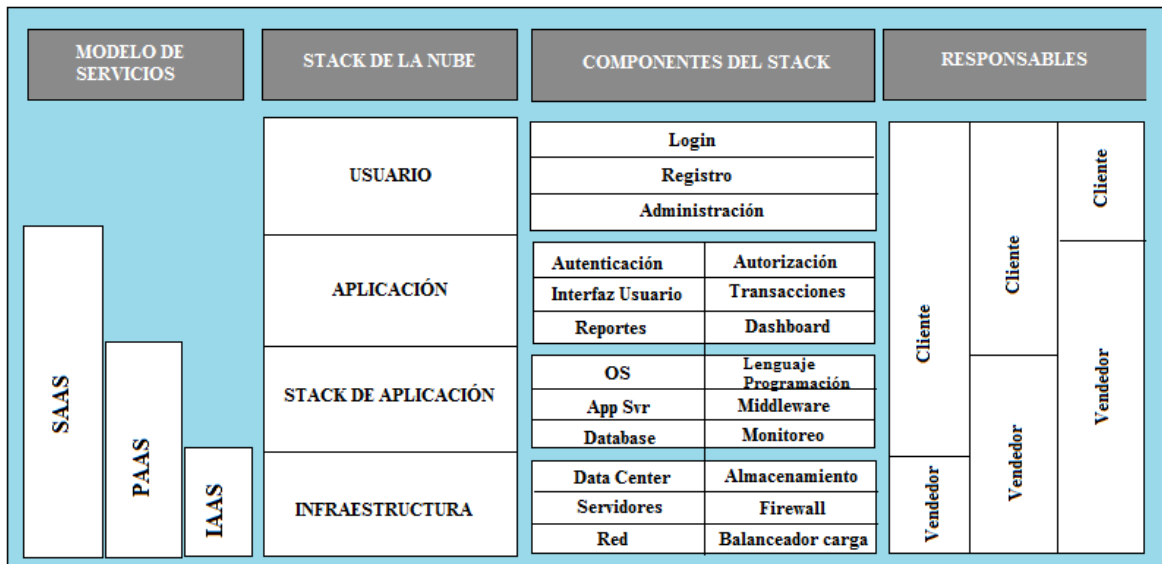 MODELO DE
SERVICIOS
STACK DE LA NUBE
COMPONENTES DEL STACK
RESPONSABLES
SAAS
PAAS
IAAS
USUARIO
APLICACIÓN
STACK DE APLICACIÓN
INFRAESTRUCTURA
Login
Registro
Administración
Autenticación
Autorización
Interfaz Usuario
Transacciones
Reportes
Dashboard
OS
Lenguaje
Programación
App Svr
Middleware
Database
Monitoreo
Data Center
Almacenamiento
Servidores
Firewall
Red
Balanceador carga
Cliente
Vendedor
Cliente
Vendedor
Cliente
Vendedor